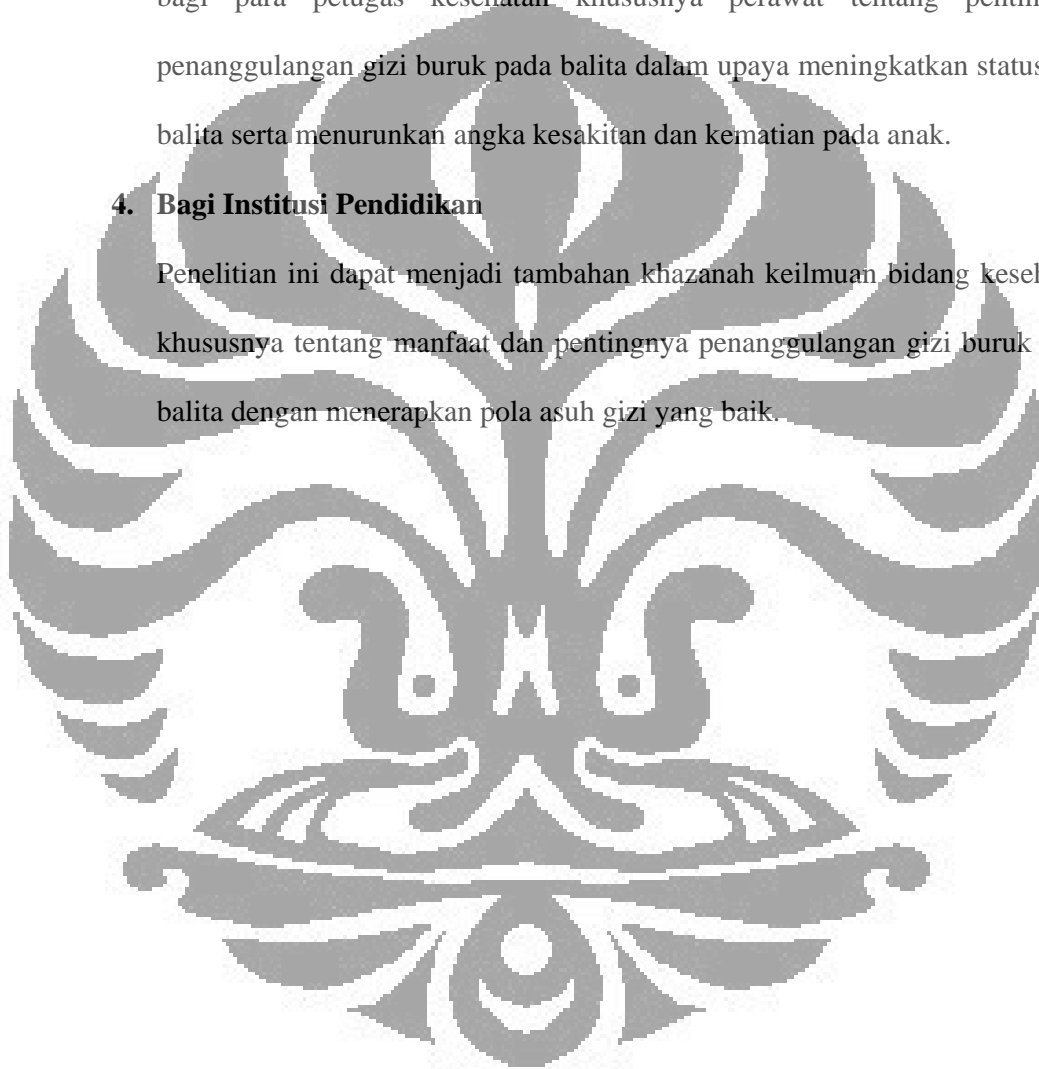 bagi para petugas kesehatan khususnya perawat tentang pentin
penanggulangan gizi buruk pada balita dalam upaya meningkatkan status
balita serta menurunkan angka kesakitan dan kematian pada anak.
4. Bagi Institusi Pendidikan
Penelitian ini dapat menjadi tambahan khazanah keilmuan bidang keseh
khususnya tentang manfaat dan pentingnya penanggulangan gizi buruk
balita dengan menerapkan pola asuh gizi yang baik.